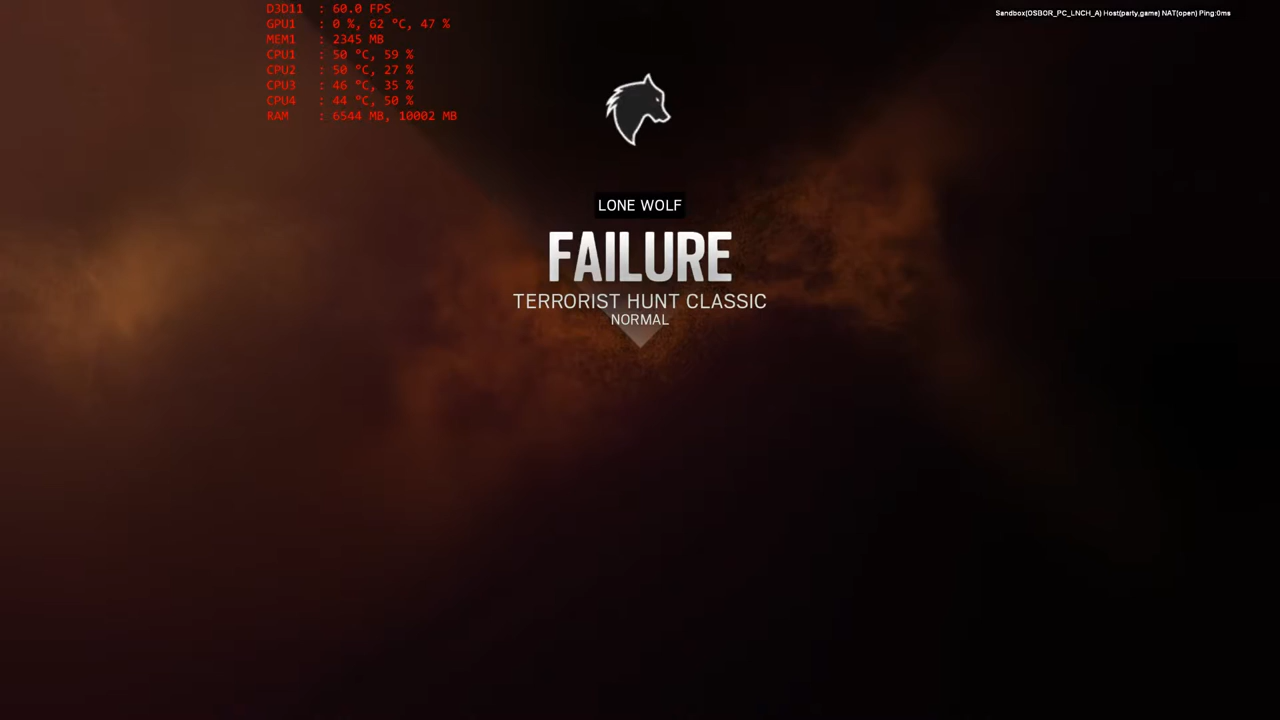 D3D11 : 60.0 FPS
GPU1 : 0 %, 62 °C, 47 %
MEM1 : 2345 MB
CPU1 : 50 °C, 59 %
CPU2 : 50 °C, 27 %
CPU3 : 46 °C, 35 %
CPU4 : 44 °C, 50 %
RAM : 6544 MB, 10002 MB
Sandbox(OSBOR_PC_LNCH_A) Host(party,game) NAT(open) Ping:0ms
LONE WOLF
FAILURE
TERRORIST HUNT CLASSIC
NORMAL